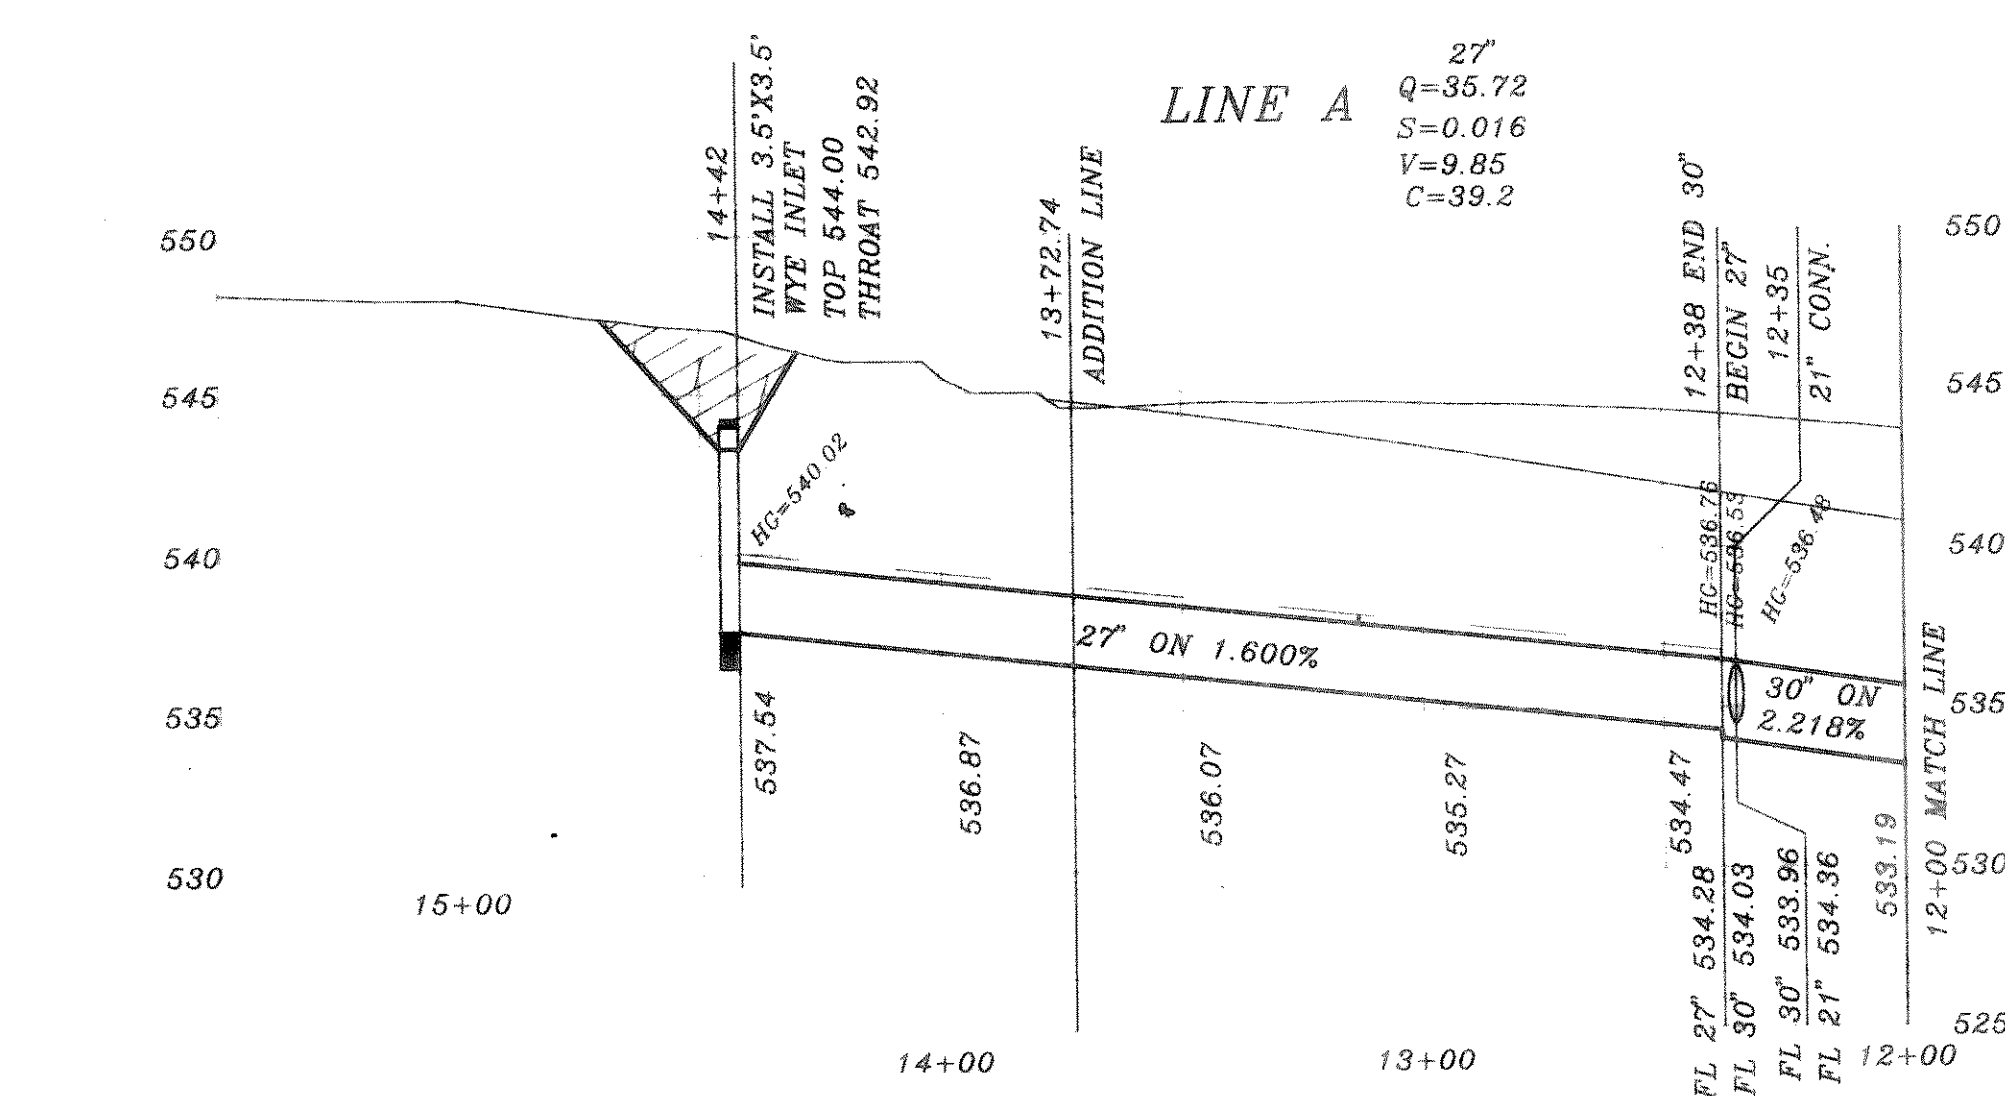 27"
LINE A
Q=35.72
S=0.016
V=9.85
C=39.2
14+42
INSTALL 3.5'X3.5'
WYE INLET
TOP 544.00
THROAT 542.92
13+72.74
ADDITION LINE
12+38 END 30"
BEGIN 27"
12+35
21" CONN.
550
550
545
545
540
540
535
535
530
530
525
HG=540.02
HG=536.76
HG=536.53
HG=536.48
27" ON 1.600%
30" ON
2.218%
537.54
536.87
536.07
535.27
534.47
FL 27" 534.28
FL 30" 534.03
FL 30" 533.96
FL 21" 534.36
533.19
12+00 MATCH LINE
15+00
14+00
13+00
12+00